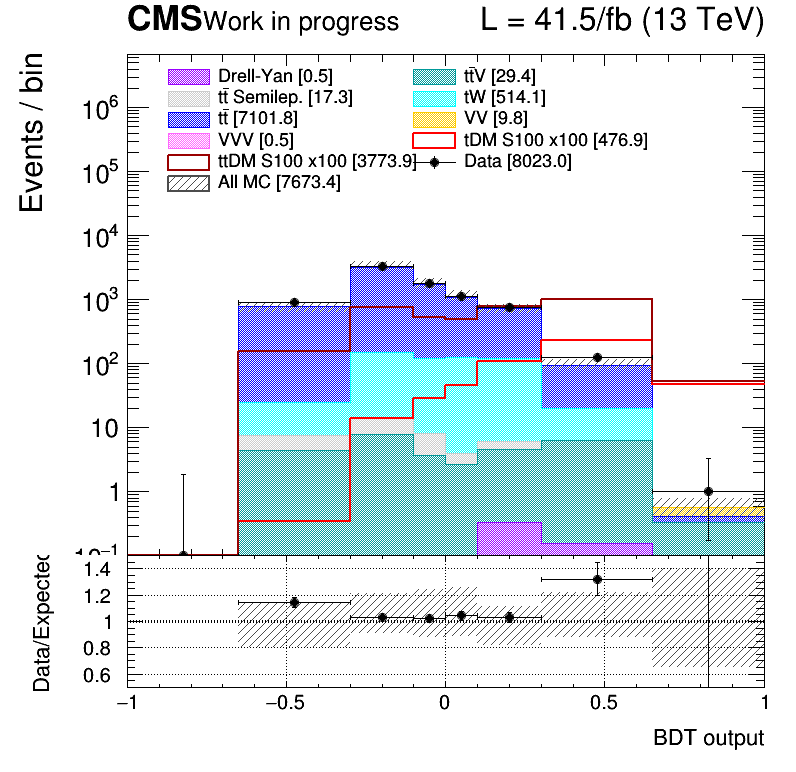 CMS Work in progress L = 41.5/fb (13 TeV)
Events / bin
Drell-Yan [0.5] tt̄V [29.4]
tt̄ Semilep. [17.3] tW [514.1]
tt̄ [7101.8] VV [9.8]
VVV [0.5] tDM S100 x100 [476.9]
ttDM S100 x100 [3773.9] Data [8023.0]
All MC [7673.4]
10⁶
10⁵
10⁴
10³
10²
10
1
10⁻¹
Data/Expected
1.4
1.2
1
0.8
0.6
−1 −0.5 0 0.5 1
BDT output